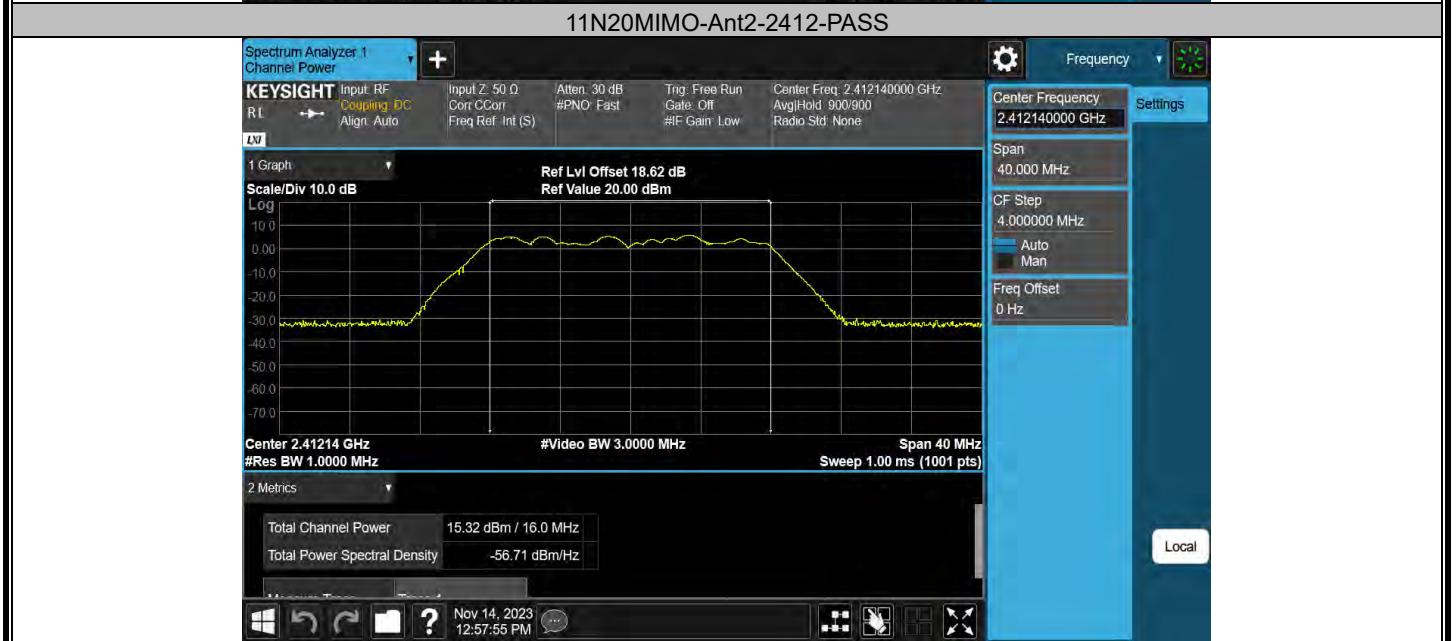 11N20MIMO-Ant2-2412-PASS
Spectrum Analyzer 1
Channel Power
+
Frequency
KEYSIGHT
RL
LXI
Input: RF
Coupling: DC
Align: Auto
Input Z: 50 Ω
Corr CCorr
Freq Ref: Int (S)
Atten: 30 dB
#PNO: Fast
Trig: Free Run
Gate: Off
#IF Gain: Low
Center Freq: 2.412140000 GHz
Avg|Hold: 900/900
Radio Std: None
Center Frequency
2.412140000 GHz
Settings
Span
40.000 MHz
CF Step
4.000000 MHz
Auto
Man
Freq Offset
0 Hz
Local
1 Graph
Scale/Div 10.0 dB
Ref Lvl Offset 18.62 dB
Ref Value 20.00 dBm
Log
10.0
0.00
-10.0
-20.0
-30.0
-40.0
-50.0
-60.0
-70.0
Center 2.41214 GHz
#Video BW 3.0000 MHz
Span 40 MHz
#Res BW 1.0000 MHz
Sweep 1.00 ms (1001 pts)
2 Metrics
Total Channel Power 15.32 dBm / 16.0 MHz
Total Power Spectral Density -56.71 dBm/Hz
?
Nov 14, 2023
12:57:55 PM